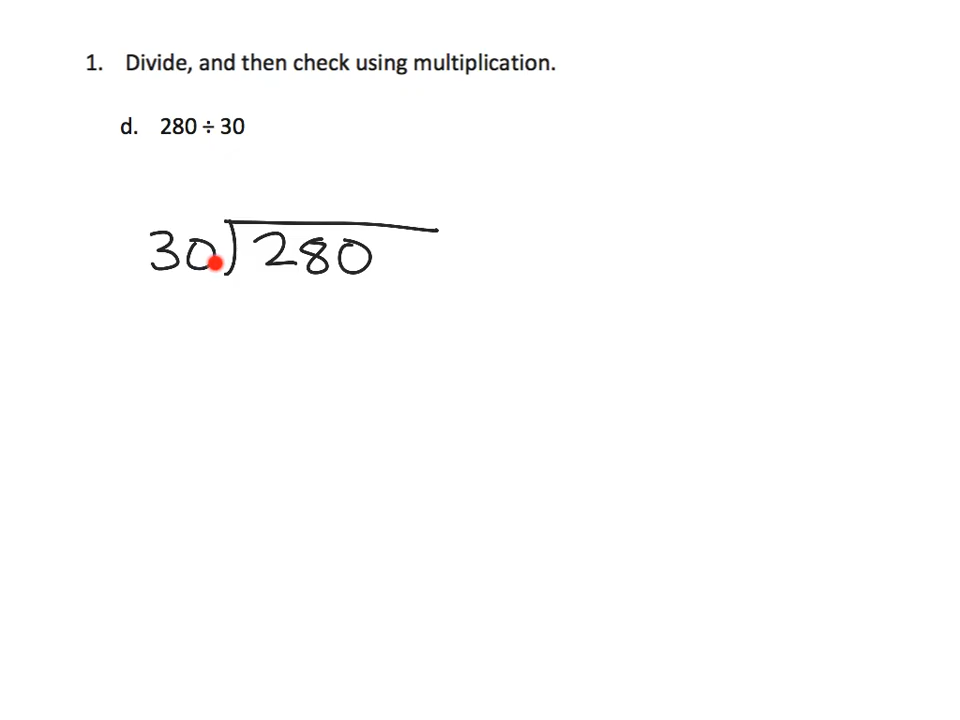 1. Divide, and then check using multiplication.
d. 280 ÷ 30
30)280